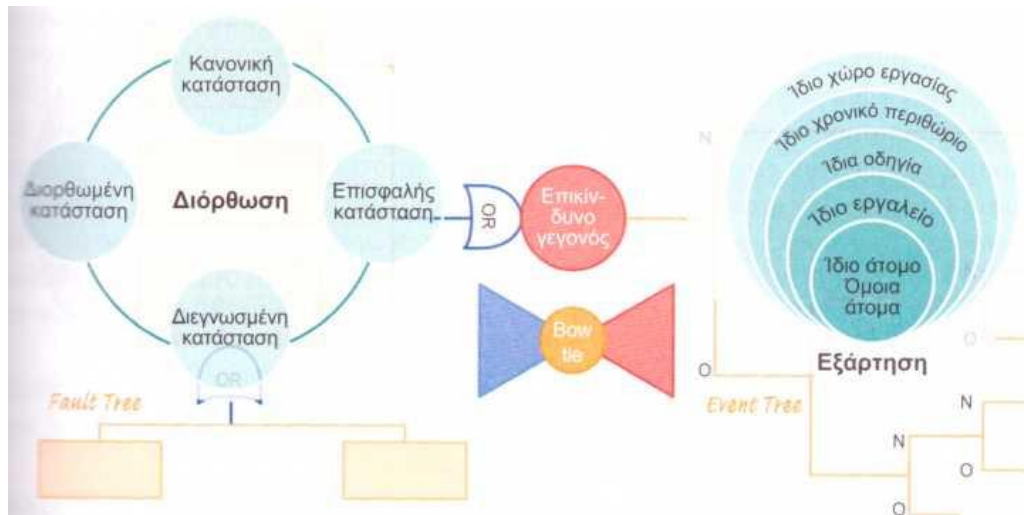 Κανονική
κατάσταση
Διορθωμένη
κατάσταση
Διόρθωση
Επισφαλής
κατάσταση
Διεγνωσμένη
κατάσταση
OR
Fault Tree
OR
Επικίν-
δυνο
γεγονός
Bow
tie
N
O
Event Tree
Ίδιο χώρο εργασίας
Ίδιο χρονικό περιθώριο
Ίδια οδηγία
Ίδιο εργαλείο
Ίδιο άτομο
Όμοια
άτομα
Εξάρτηση
O
N
N
O
O